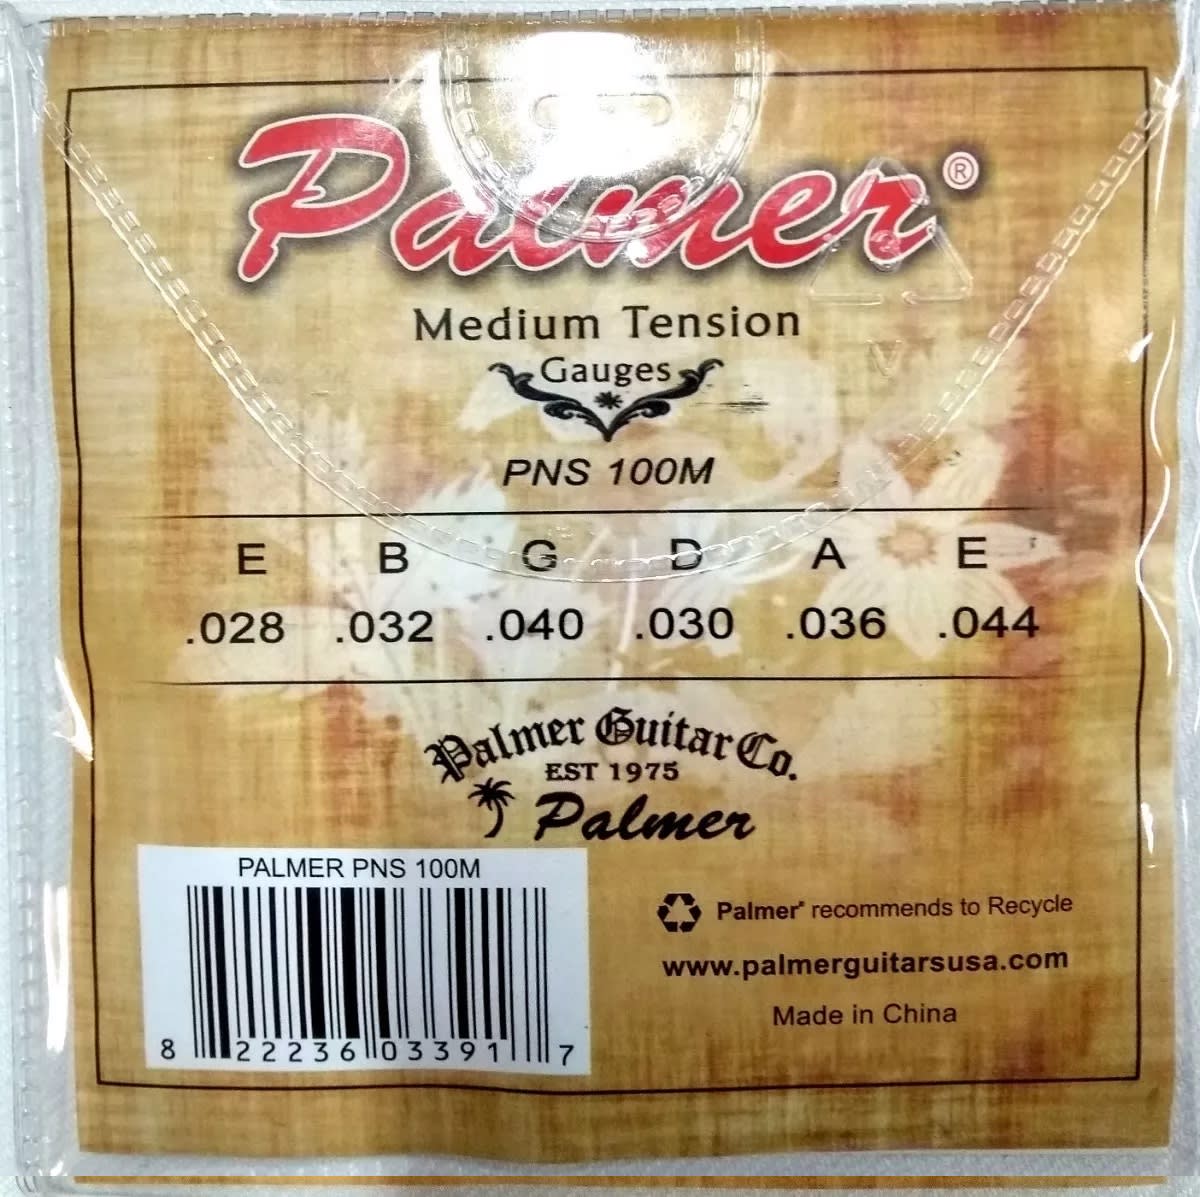 Palmer®
Medium Tension
Gauges
PNS 100M
E B G D A E
.028 .032 .040 .030 .036 .044
Palmer Guitar Co.
EST 1975
Palmer
PALMER PNS 100M
8 22236 03391 7
Palmer® recommends to Recycle
www.palmerguitarsusa.com
Made in China